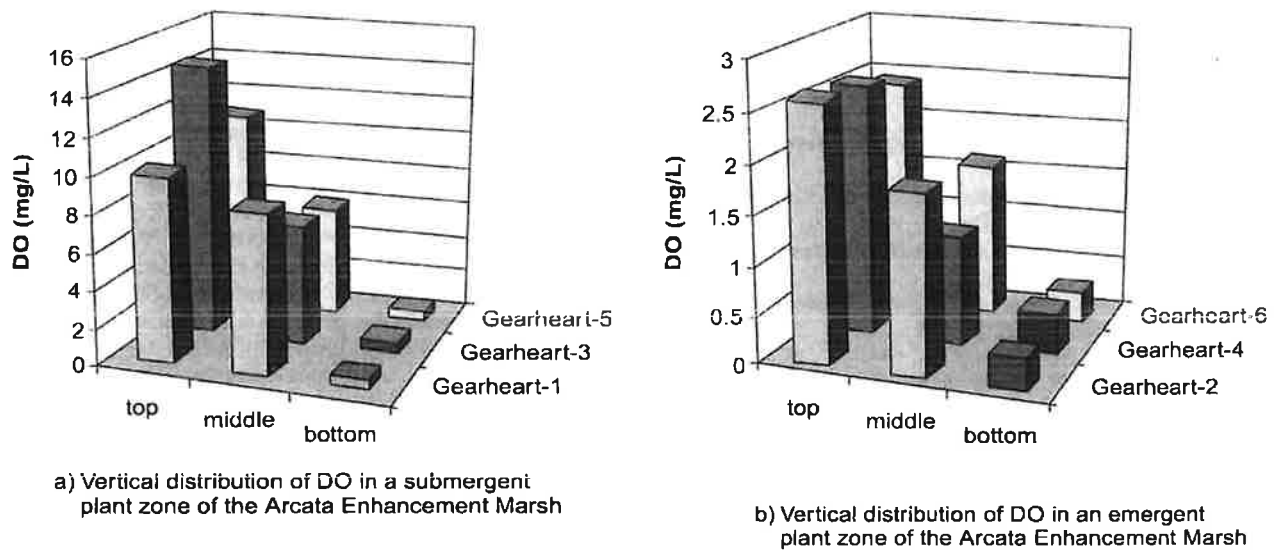 16
14
12
10
8
6
4
2
0
DO (mg/L)
top
middle
bottom
Gearheart-5
Gearheart-3
Gearheart-1
a) Vertical distribution of DO in a submergent
plant zone of the Arcata Enhancement Marsh
3
2.5
2
1.5
1
0.5
0
DO (mg/L)
top
middle
bottom
Gearheart-6
Gearheart-4
Gearheart-2
b) Vertical distribution of DO in an emergent
plant zone of the Arcata Enhancement Marsh